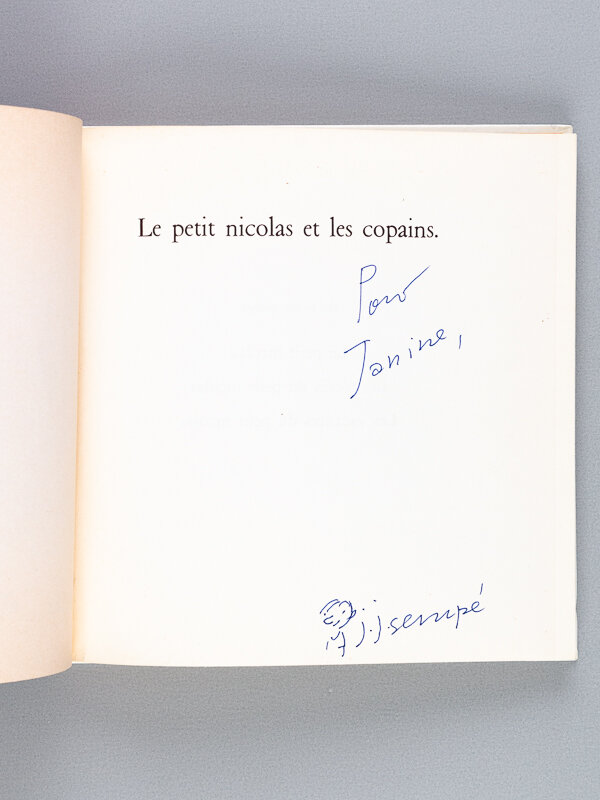 Le petit nicolas et les copains.
Pour
Janine,
j.j. sempé